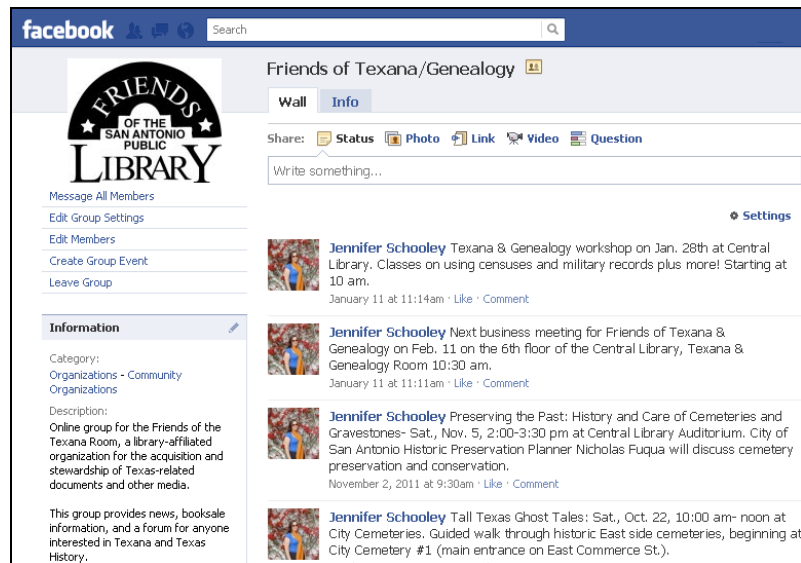 facebook
Search
FRIENDS
OF THE
SAN ANTONIO
PUBLIC
LIBRARY
Message All Members
Edit Group Settings
Edit Members
Create Group Event
Leave Group
Information
Category:
Organizations - Community
Organizations
Description:
Online group for the Friends of the
Texana Room, a library-affiliated
organization for the acquisition and
stewardship of Texas-related
documents and other media.
This group provides news, booksale
information, and a forum for anyone
interested in Texana and Texas
History.
Friends of Texana/Genealogy
Wall Info
Share: Status Photo Link Video Question
Write something...
Settings
Jennifer Schooley Texana & Genealogy workshop on Jan. 28th at Central
Library. Classes on using censuses and military records plus more! Starting at
10 am.
January 11 at 11:14am · Like · Comment
Jennifer Schooley Next business meeting for Friends of Texana &
Genealogy on Feb. 11 on the 6th floor of the Central Library, Texana &
Genealogy Room 10:30 am.
January 11 at 11:11am · Like · Comment
Jennifer Schooley Preserving the Past: History and Care of Cemeteries and
Gravestones- Sat., Nov. 5, 2:00-3:30 pm at Central Library Auditorium. City of
San Antonio Historic Preservation Planner Nicholas Fuqua will discuss cemetery
preservation and conservation.
November 2, 2011 at 9:30am · Like · Comment
Jennifer Schooley Tall Texas Ghost Tales: Sat., Oct. 22, 10:00 am- noon at
City Cemeteries. Guided walk through historic East side cemeteries, beginning at
City Cemetery #1 (main entrance on East Commerce St.).